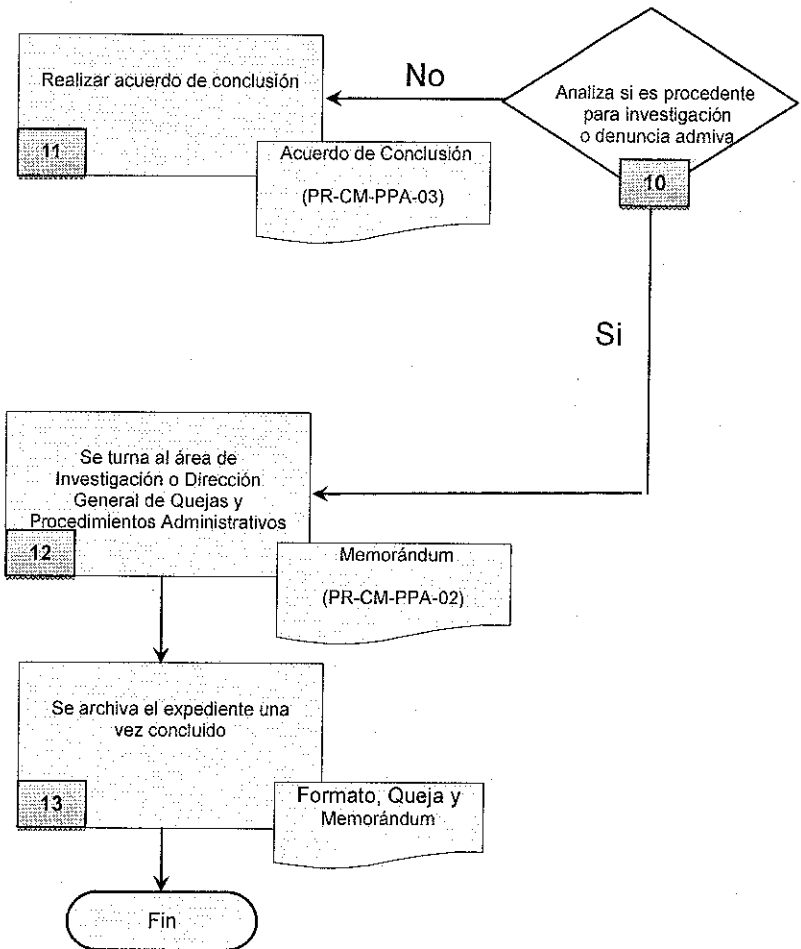 Realizar acuerdo de conclusión
11
Acuerdo de Conclusión
(PR-CM-PPA-03)
No
Analiza si es procedente
para investigación
o denuncia admiva
10
Si
Se turna al área de
Investigación o Dirección
General de Quejas y
Procedimientos Administrativos
12
Memorándum
(PR-CM-PPA-02)
Se archiva el expediente una
vez concluido
13
Formato, Queja y
Memorándum
Fin